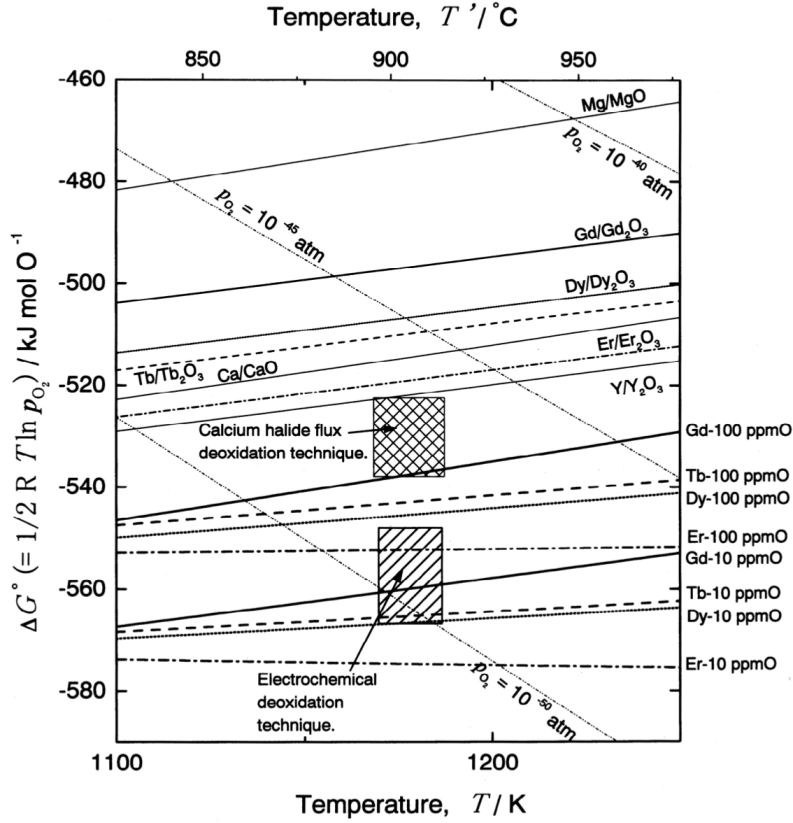 Temperature, T ′/ °C
850 900 950
-460
-480
-500
-520
-540
-560
-580
ΔG° (= 1/2 R T ln pO₂) / kJ mol O⁻¹
Mg/MgO
pO₂ = 10⁻⁴⁰ atm
pO₂ = 10⁻⁴⁵ atm
Gd/Gd₂O₃
Dy/Dy₂O₃
Tb/Tb₂O₃ Ca/CaO
Er/Er₂O₃
Y/Y₂O₃
Calcium halide flux
deoxidation technique.
Gd-100 ppmO
Tb-100 ppmO
Dy-100 ppmO
Er-100 ppmO
Gd-10 ppmO
Tb-10 ppmO
Dy-10 ppmO
Er-10 ppmO
Electrochemical
deoxidation
technique.
pO₂ = 10⁻⁵⁰ atm
1100 1200
Temperature, T / K